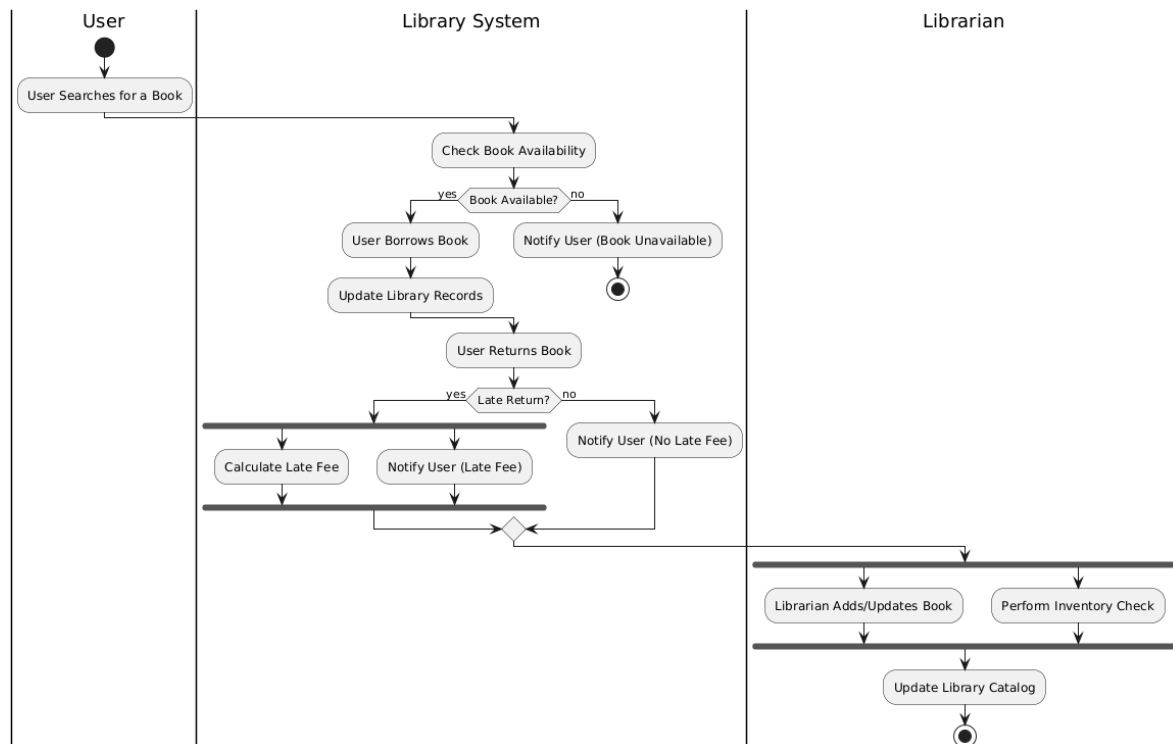 User
Library System
Librarian
User Searches for a Book
Check Book Availability
yes
Book Available?
no
User Borrows Book
Notify User (Book Unavailable)
Update Library Records
User Returns Book
yes
Late Return?
no
Notify User (No Late Fee)
Calculate Late Fee
Notify User (Late Fee)
Librarian Adds/Updates Book
Perform Inventory Check
Update Library Catalog